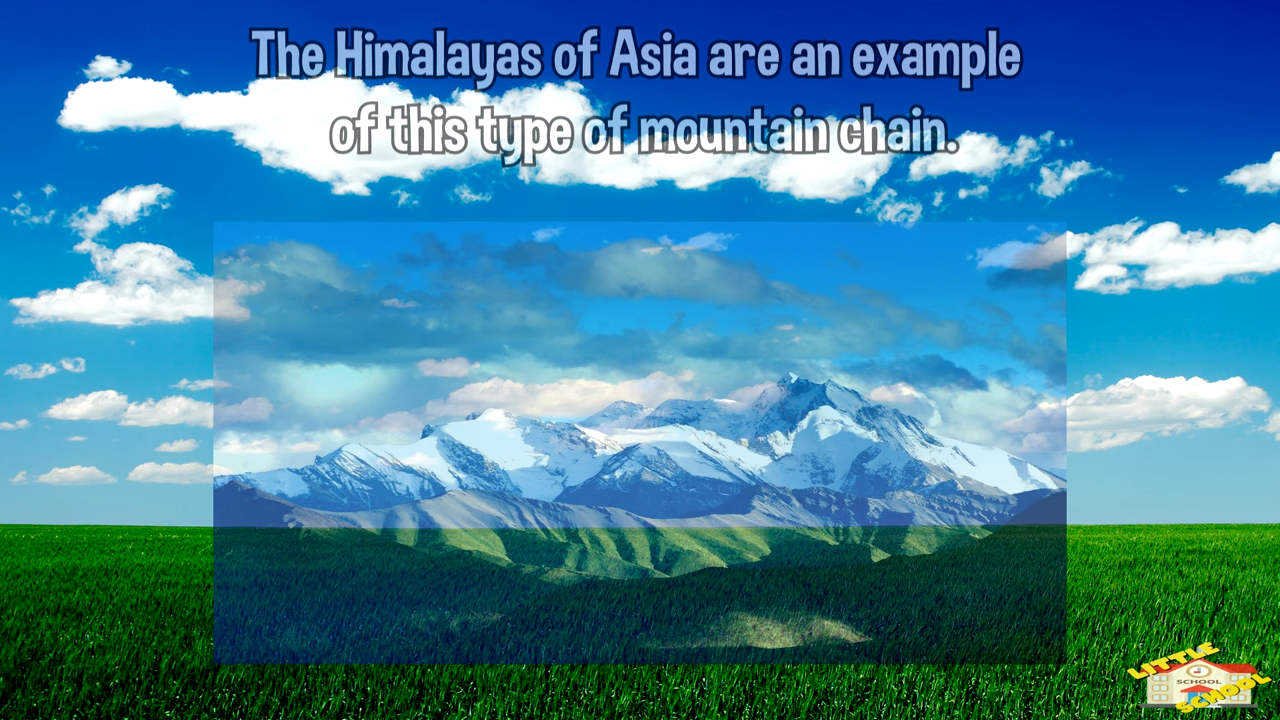 The Himalayas of Asia are an example
of this type of mountain chain.
LITTLE
SCHOOL
SCHOOL